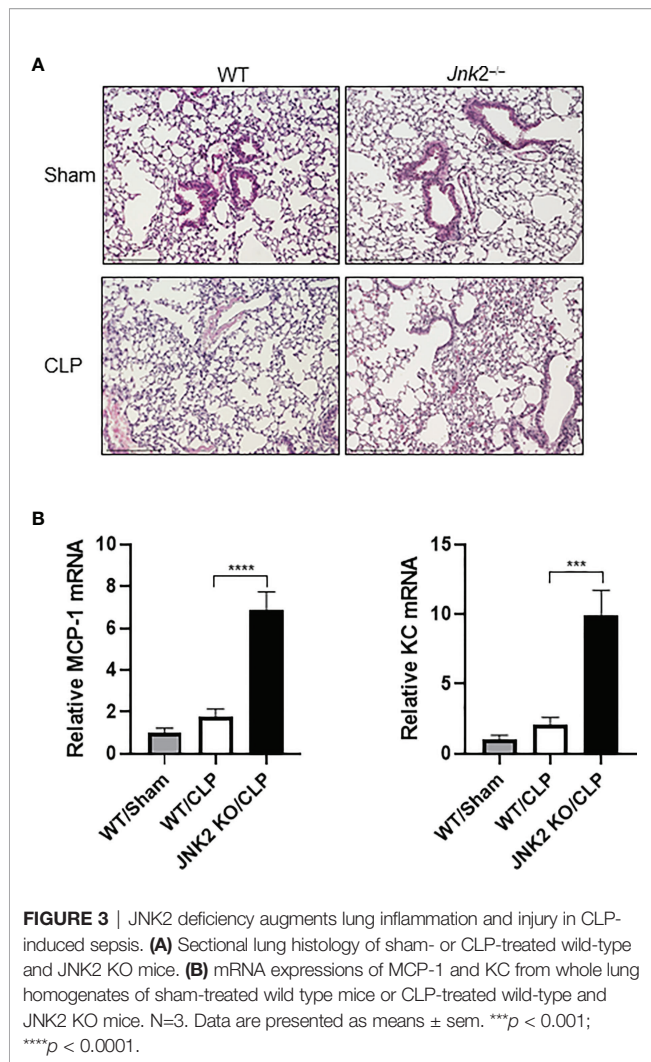 A
WT
Jnk2⁻/⁻
Sham
CLP
B
Relative MCP-1 mRNA
10
8
6
4
2
0
****
WT/Sham
WT/CLP
JNK2 KO/CLP
Relative KC mRNA
15
10
5
0
***
WT/Sham
WT/CLP
JNK2 KO/CLP
FIGURE 3 | JNK2 deficiency augments lung inflammation and injury in CLP-
induced sepsis. (A) Sectional lung histology of sham- or CLP-treated wild-type
and JNK2 KO mice. (B) mRNA expressions of MCP-1 and KC from whole lung
homogenates of sham-treated wild type mice or CLP-treated wild-type and
JNK2 KO mice. N=3. Data are presented as means ± sem. ***p < 0.001;
****p < 0.0001.